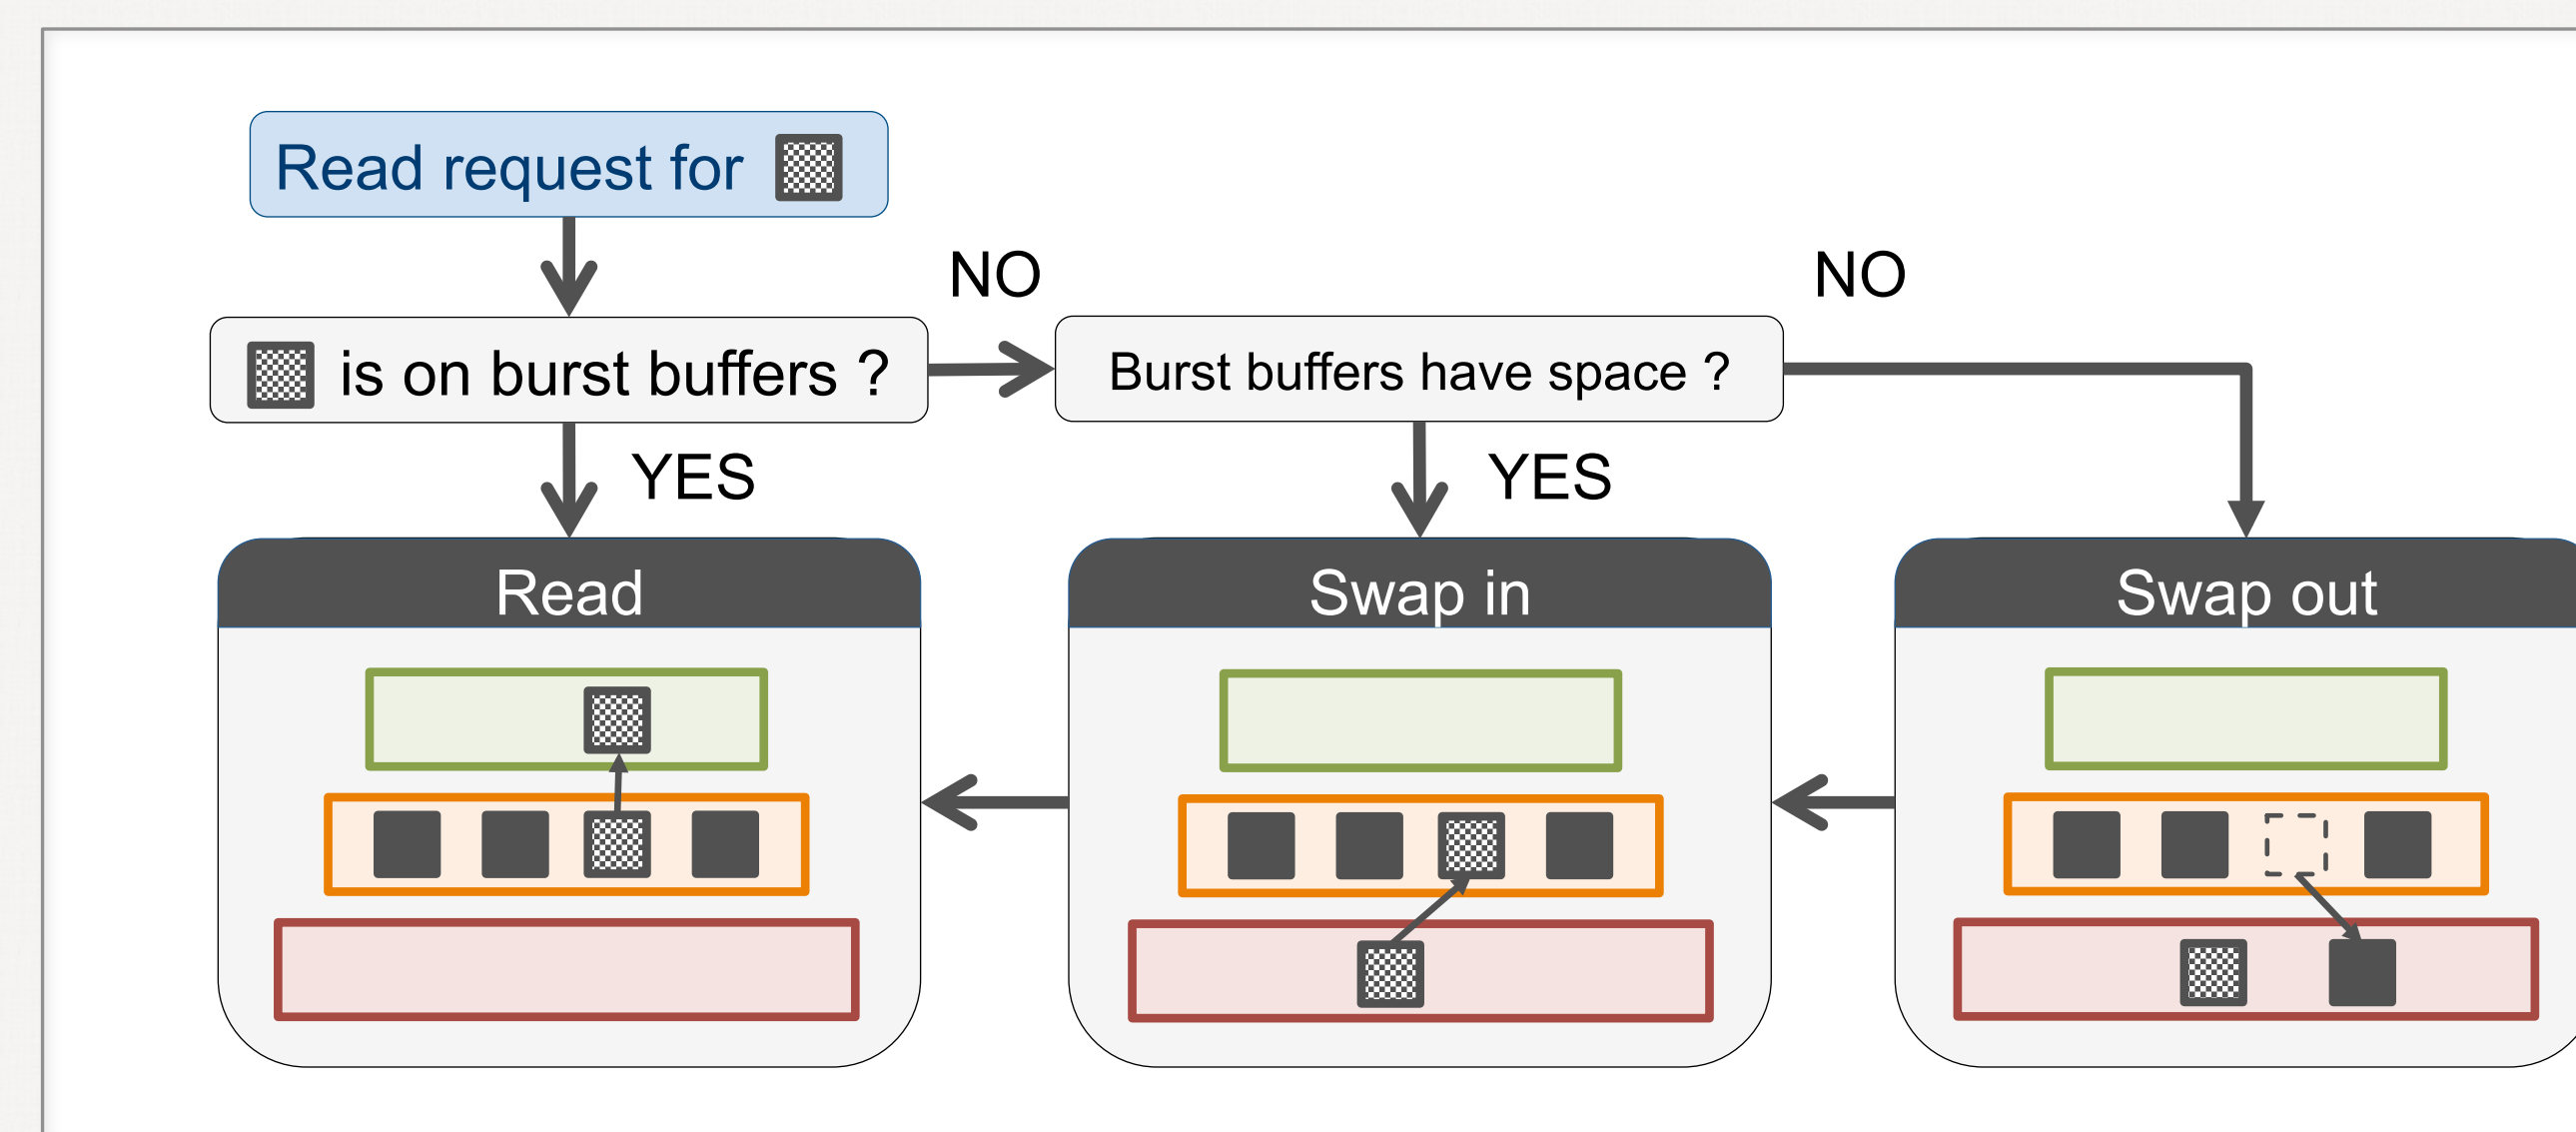 Read request for
NO
NO
is on burst buffers ?
Burst buffers have space ?
YES
YES
Read
Swap in
Swap out